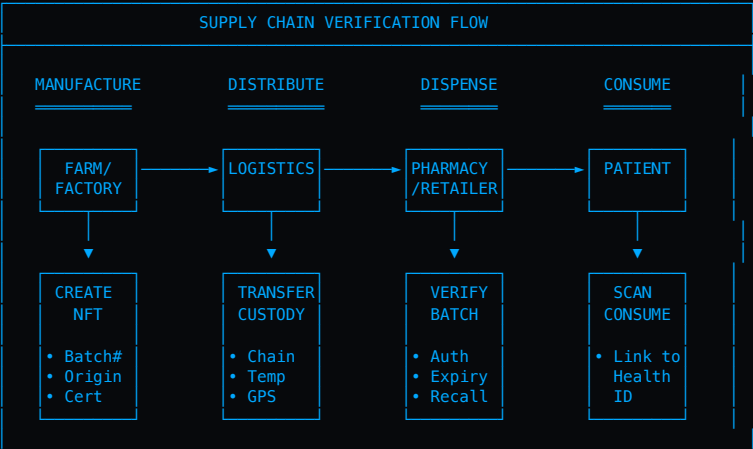 SUPPLY CHAIN VERIFICATION FLOW
MANUFACTURE DISTRIBUTE DISPENSE CONSUME
FARM/ LOGISTICS PHARMACY PATIENT
FACTORY /RETAILER
CREATE TRANSFER VERIFY SCAN
NFT CUSTODY BATCH CONSUME
• Batch# • Chain • Auth • Link to
• Origin • Temp • Expiry Health
• Cert • GPS • Recall ID